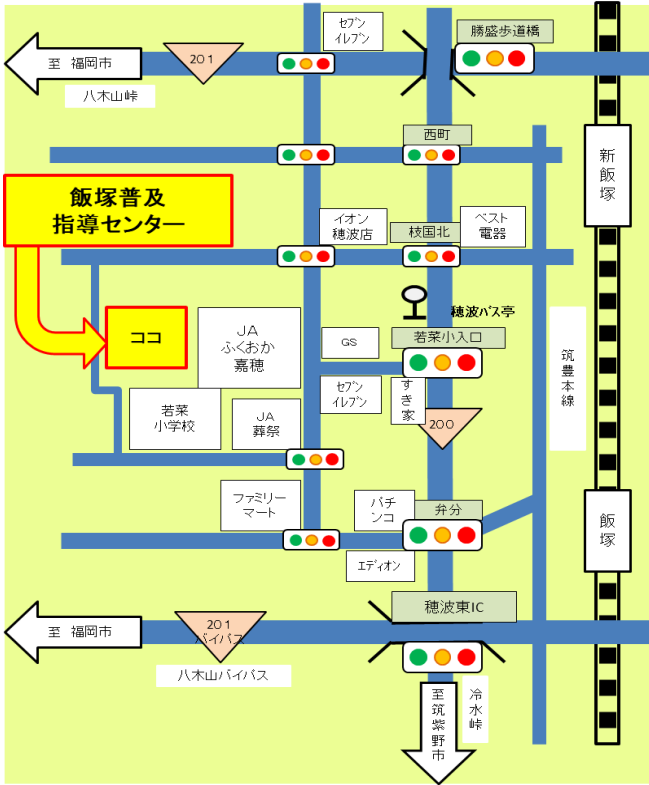 セブン
イレブン
勝盛歩道橋
至 福岡市
201
八木山峠
西町
新飯塚
飯塚普及
指導センター
イオン
穂波店
枝国北
ベスト
電器
穂波バス亭
ココ
JA
ふくおか
嘉穂
GS
若菜小入口
筑豊本線
セブン
イレブン
すき家
若菜
小学校
JA
葬祭
200
ファミリー
マート
パチ
ンコ
弁分
飯塚
エディオン
穂波東IC
至 福岡市
201
バイパス
八木山バイパス
至筑紫野市
冷水峠